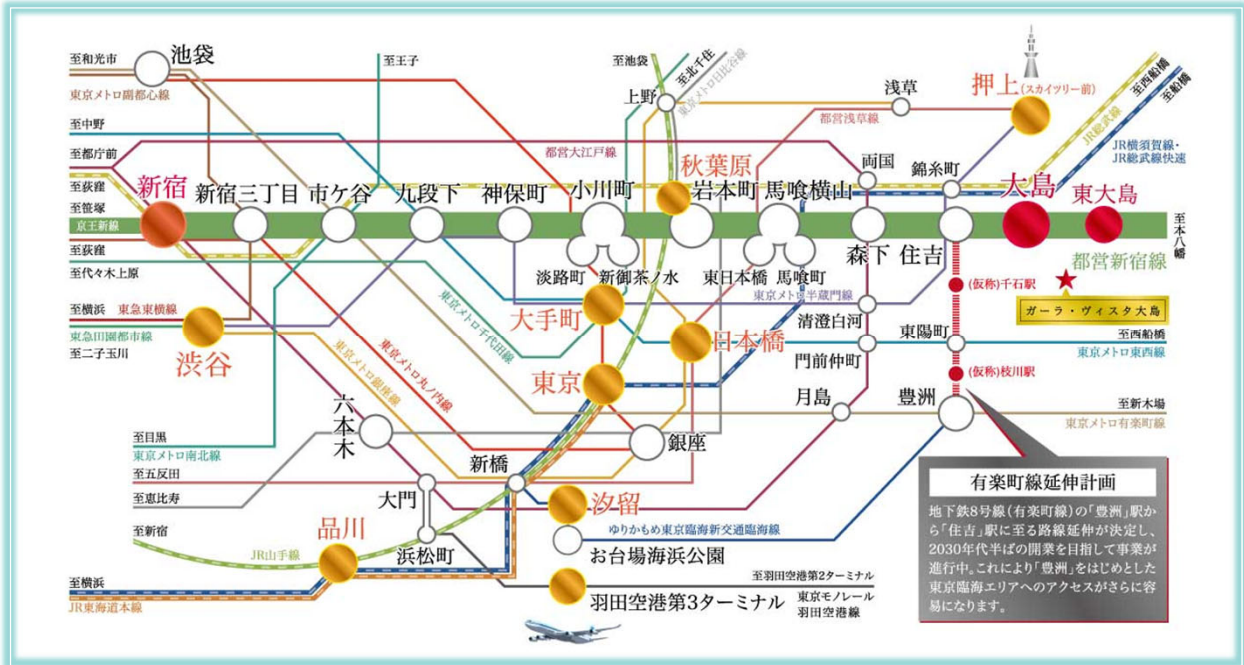 至和光市
池袋
東京メトロ副都心線
至王子
至池袋
至北千住
東京メトロ日比谷線
上野
浅草
都営浅草線
押上(スカイツリー前)
至西船橋
至船橋
JR総武線
JR横須賀線・
JR総武線快速
至中野
至都庁前
都営大江戸線
至荻窪
秋葉原
両国
錦糸町
新宿
新宿三丁目
市ケ谷
九段下
神保町
小川町
岩本町
馬喰横山
大島
東大島
至笹塚
京王新線
至本八幡
至荻窪
至代々木上原
淡路町
新御茶ノ水
東日本橋
馬喰町
森下
住吉
都営新宿線
東京メトロ半蔵門線
(仮称)千石駅
ガーラ・ヴィスタ大島
至横浜
東急東横線
東急田園都市線
至二子玉川
渋谷
東京メトロ千代田線
大手町
日本橋
清澄白河
東陽町
至西船橋
東京メトロ東西線
門前仲町
東京メトロ銀座線
東京メトロ丸ノ内線
東京
(仮称)枝川駅
月島
豊洲
至新木場
東京メトロ有楽町線
六本木
銀座
至目黒
東京メトロ南北線
新橋
至五反田
大門
至恵比寿
汐留
至新宿
品川
浜松町
ゆりかもめ東京臨海新交通臨海線
お台場海浜公園
JR山手線
至横浜
JR東海道本線
羽田空港第3ターミナル
至羽田空港第2ターミナル
東京モノレール
羽田空港線
有楽町線延伸計画
地下鉄8号線(有楽町線)の「豊洲」駅か
ら「住吉」駅に至る路線延伸が決定し、
2030年代半ばの開業を目指して事業が
進行中。これにより「豊洲」をはじめとした
東京臨海エリアへのアクセスがさらに容
易になります。